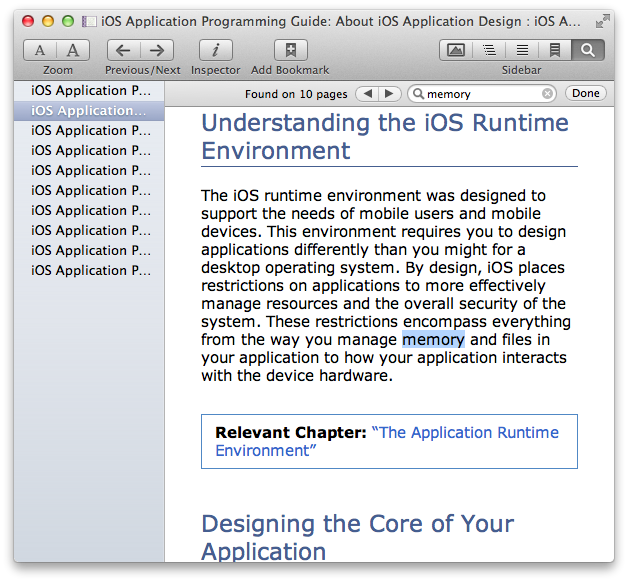 iOS Application Programming Guide: About iOS Application Design : iOS A...
A A
i
Zoom
Previous/Next
Inspector
Add Bookmark
Sidebar
Found on 10 pages
memory
Done
iOS Application P...
iOS Application...
iOS Application P...
iOS Application P...
iOS Application P...
iOS Application P...
iOS Application P...
iOS Application P...
iOS Application P...
iOS Application P...
Understanding the iOS Runtime
Environment
The iOS runtime environment was designed to
support the needs of mobile users and mobile
devices. This environment requires you to design
applications differently than you might for a
desktop operating system. By design, iOS places
restrictions on applications to more effectively
manage resources and the overall security of the
system. These restrictions encompass everything
from the way you manage memory and files in
your application to how your application interacts
with the device hardware.
Relevant Chapter: “The Application Runtime
Environment”
Designing the Core of Your
Application